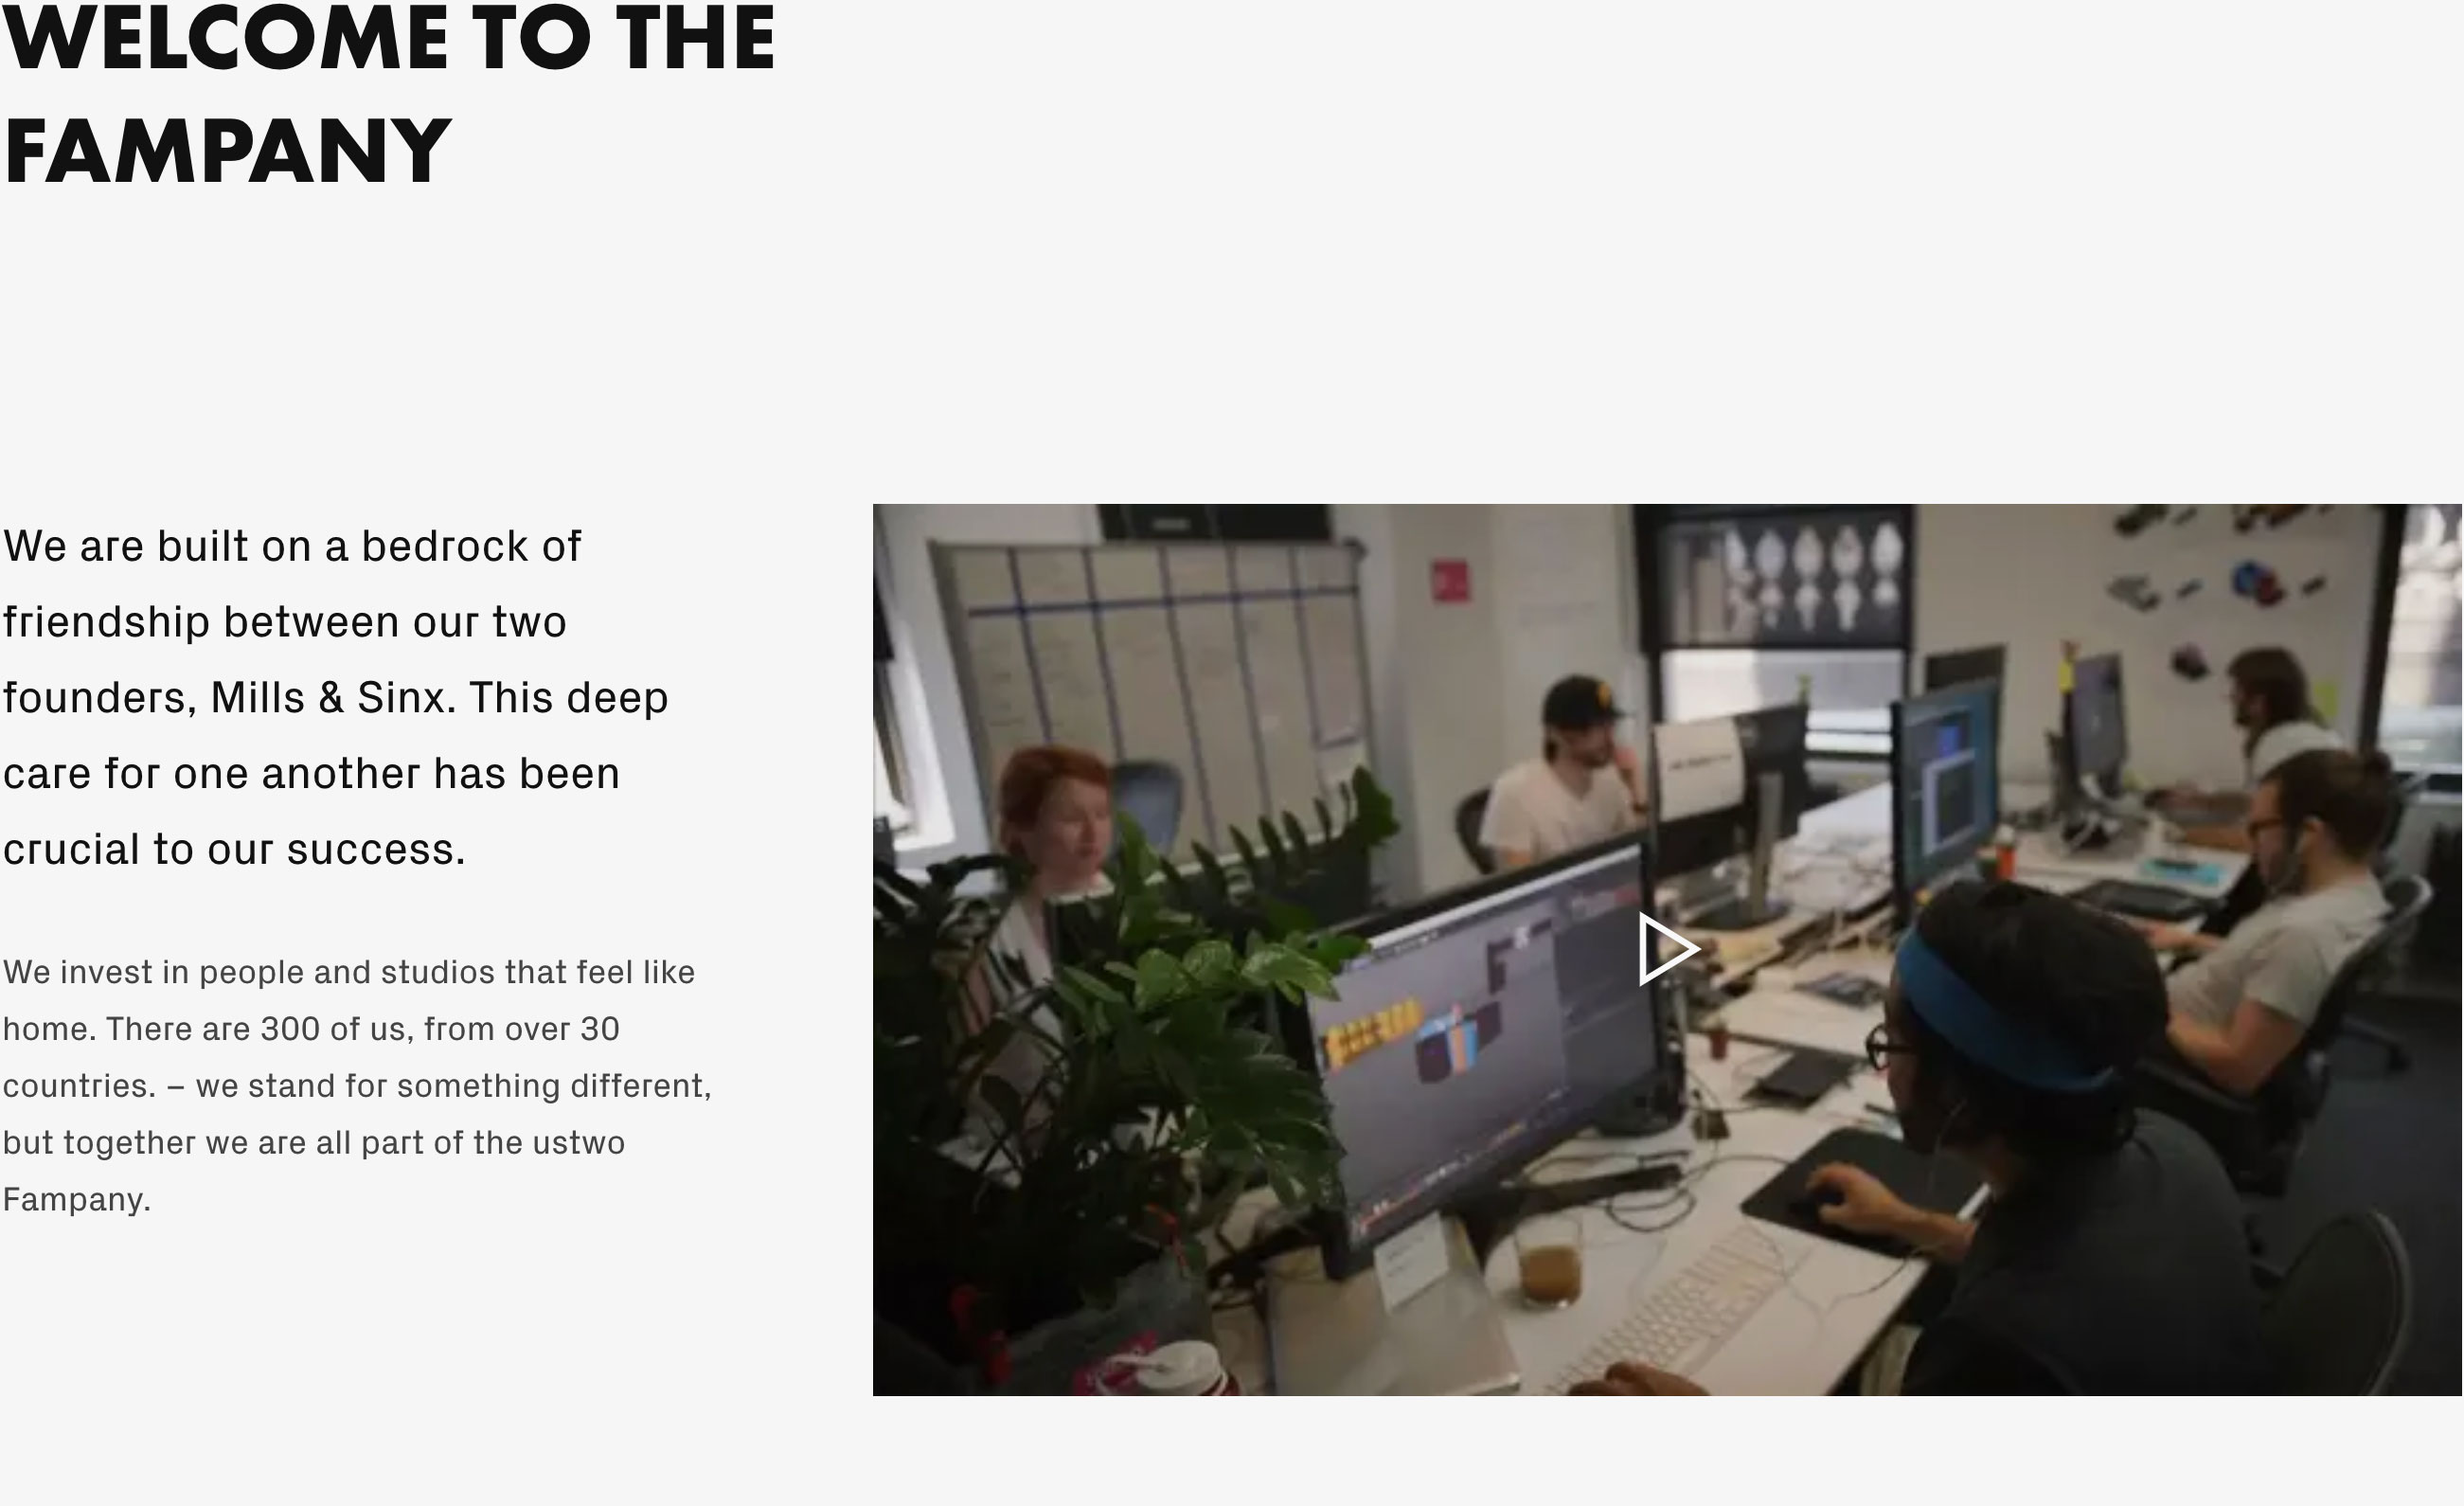 WELCOME TO THE
FAMPANY
We are built on a bedrock of
friendship between our two
founders, Mills & Sinx. This deep
care for one another has been
crucial to our success.
We invest in people and studios that feel like
home. There are 300 of us, from over 30
countries. – we stand for something different,
but together we are all part of the ustwo
Fampany.